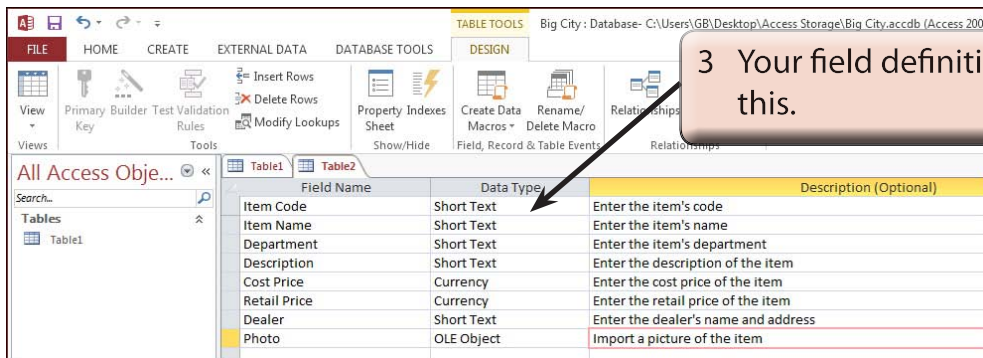 TABLE TOOLS Big City : Database- C:\Users\GB\Desktop\Access Storage\Big City.accdb (Access 200
FILE HOME CREATE EXTERNAL DATA DATABASE TOOLS DESIGN
3 Your field definiti
this.
View
Primary Key
Builder
Test Validation Rules
Insert Rows
Delete Rows
Modify Lookups
Property Sheet
Indexes
Create Data Macros
Rename/ Delete Macro
Relationships
Views Tools Show/Hide Field, Record & Table Events Relationships
All Access Obje...
Search...
Tables
Table1
Table1 Table2
Field Name Data Type Description (Optional)
Item Code Short Text Enter the item's code
Item Name Short Text Enter the item's name
Department Short Text Enter the item's department
Description Short Text Enter the description of the item
Cost Price Currency Enter the cost price of the item
Retail Price Currency Enter the retail price of the item
Dealer Short Text Enter the dealer's name and address
Photo OLE Object Import a picture of the item